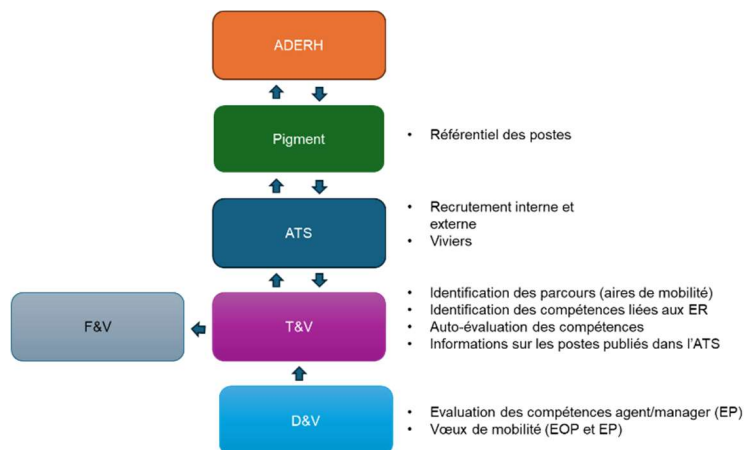 ADERH
Pigment
• Référentiel des postes
ATS
• Recrutement interne et
externe
• Viviers
F&V
T&V
• Identification des parcours (aires de mobilité)
• Identification des compétences liées aux ER
• Auto-évaluation des compétences
• Informations sur les postes publiés dans l'ATS
D&V
• Evaluation des compétences agent/manager (EP)
• Vœux de mobilité (EOP et EP)